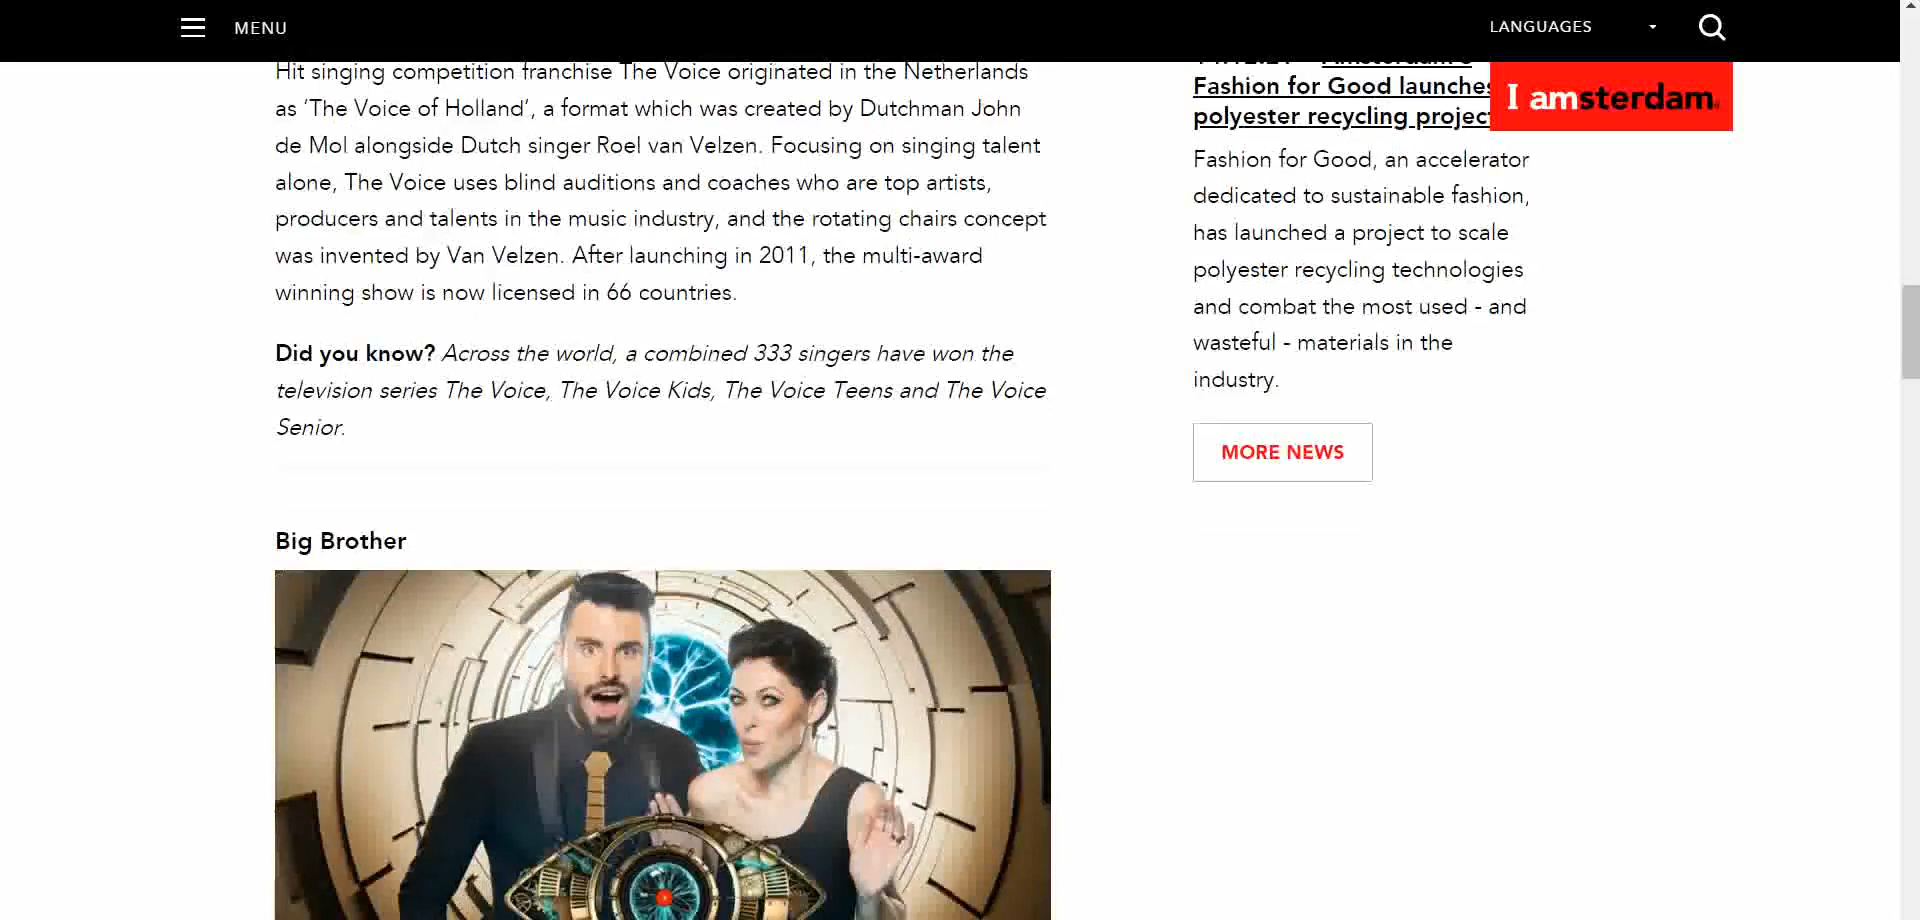 MENU
LANGUAGES
I amsterdam.
Hit singing competition franchise The Voice originated in the Netherlands
as ‘The Voice of Holland’, a format which was created by Dutchman John
de Mol alongside Dutch singer Roel van Velzen. Focusing on singing talent
alone, The Voice uses blind auditions and coaches who are top artists,
producers and talents in the music industry, and the rotating chairs concept
was invented by Van Velzen. After launching in 2011, the multi-award
winning show is now licensed in 66 countries.
Did you know? Across the world, a combined 333 singers have won the
television series The Voice, The Voice Kids, The Voice Teens and The Voice
Senior.
Big Brother
Amsterdam's
Fashion for Good launches
polyester recycling project
Fashion for Good, an accelerator
dedicated to sustainable fashion,
has launched a project to scale
polyester recycling technologies
and combat the most used - and
wasteful - materials in the
industry.
MORE NEWS